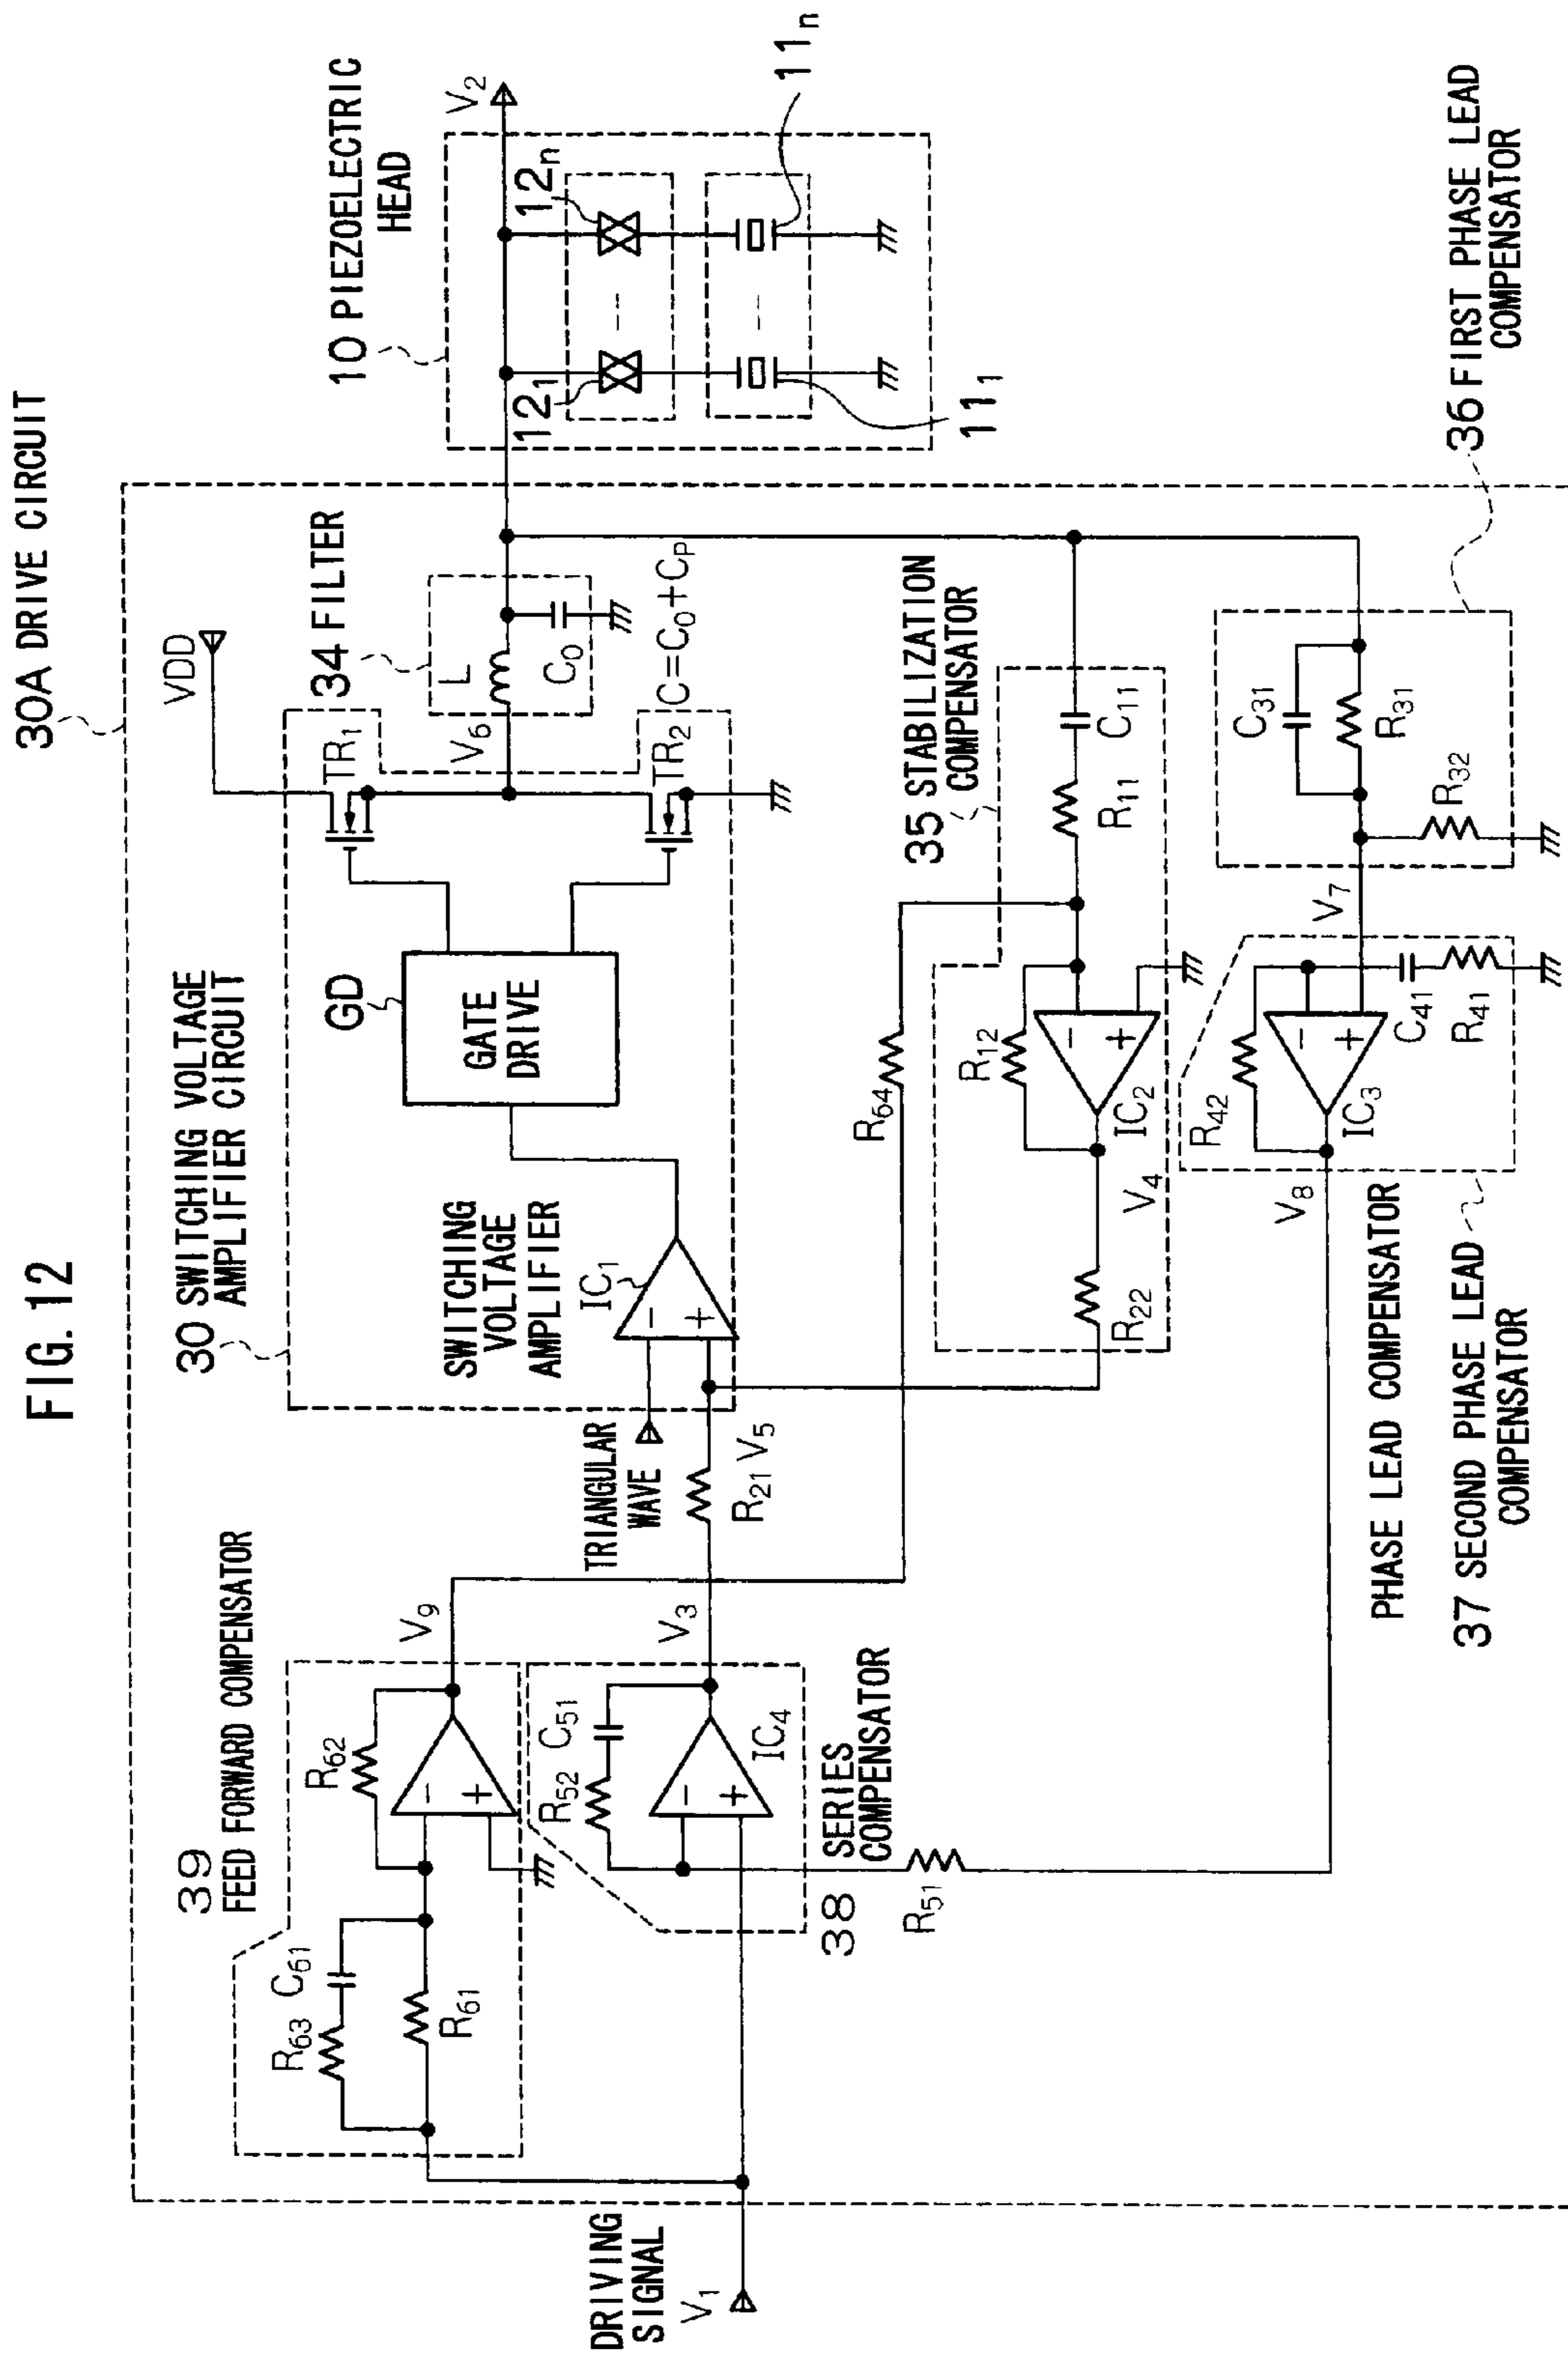 FIG. 12
30A DRIVE CIRCUIT
30 SWITCHING VOLTAGE
AMPLIFIER CIRCUIT
VDD
GD
GATE
DRIVE
TR1
TR2
V6
34 FILTER
L
C0
C=C0+CP
10 PIEZOELECTRIC
HEAD
V2
121
12n
111
11n
SWITCHING
VOLTAGE
AMPLIFIER
IC1
−
+
TRIANGULAR
WAVE
R21
V5
39
FEED FORWARD COMPENSATOR
R63
C61
R61
R62
−
+
V9
V3
R52
C51
−
+
IC4
38 SERIES
COMPENSATOR
R51
DRIVING
SIGNAL
V1
R64
35 STABILIZATION
COMPENSATOR
R12
−
+
IC2
R11
C11
R22
V4
36 FIRST PHASE LEAD
COMPENSATOR
C31
R31
R32
V7
R42
−
+
IC3
C41
R41
V8
PHASE LEAD COMPENSATOR
37 SECOND PHASE LEAD
COMPENSATOR